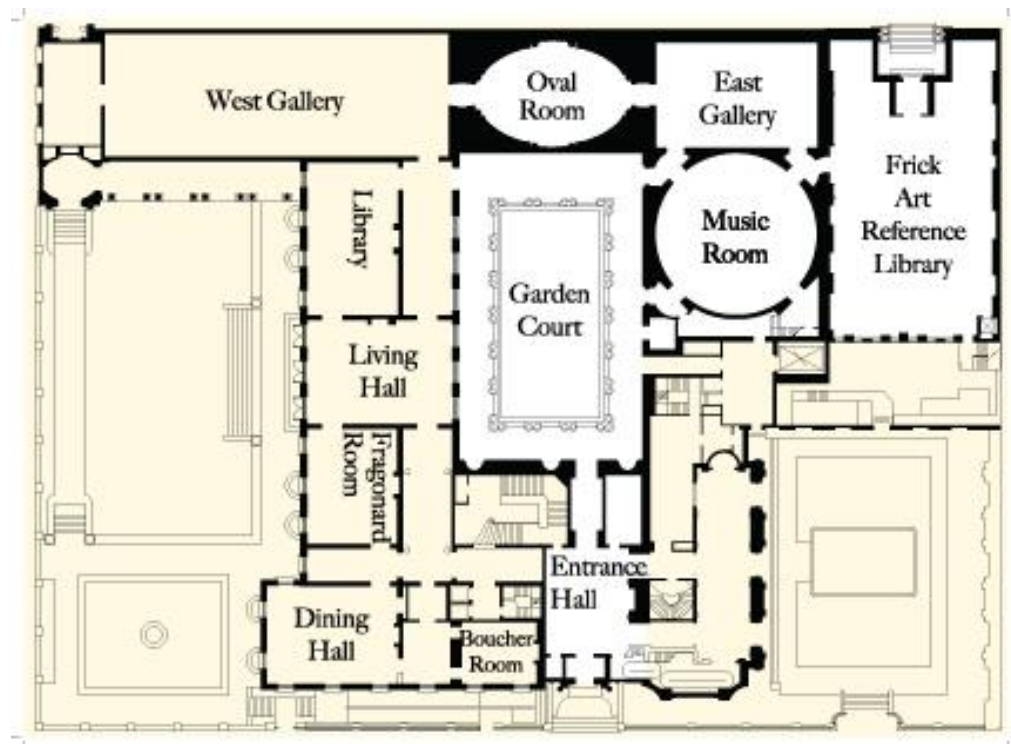 West Gallery
Oval
Room
East
Gallery
Frick
Art
Reference
Library
Library
Music
Room
Garden
Court
Living
Hall
Fragonard
Room
Entrance
Hall
Dining
Hall
Boucher
Room